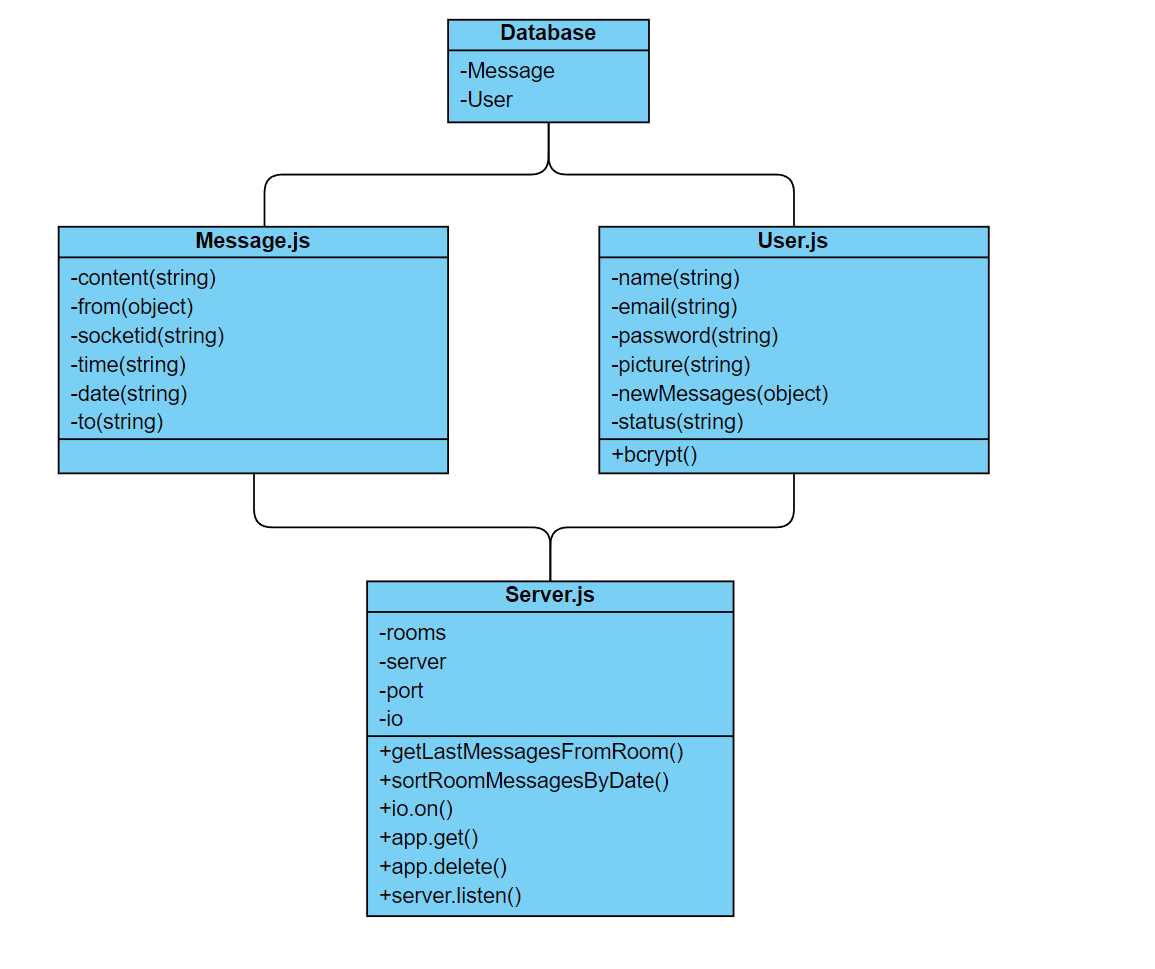 Database
-Message
-User
Message.js
-content(string)
-from(object)
-socketid(string)
-time(string)
-date(string)
-to(string)
User.js
-name(string)
-email(string)
-password(string)
-picture(string)
-newMessages(object)
-status(string)
+bcrypt()
Server.js
-rooms
-server
-port
-io
+getLastMessagesFromRoom()
+sortRoomMessagesByDate()
+io.on()
+app.get()
+app.delete()
+server.listen()